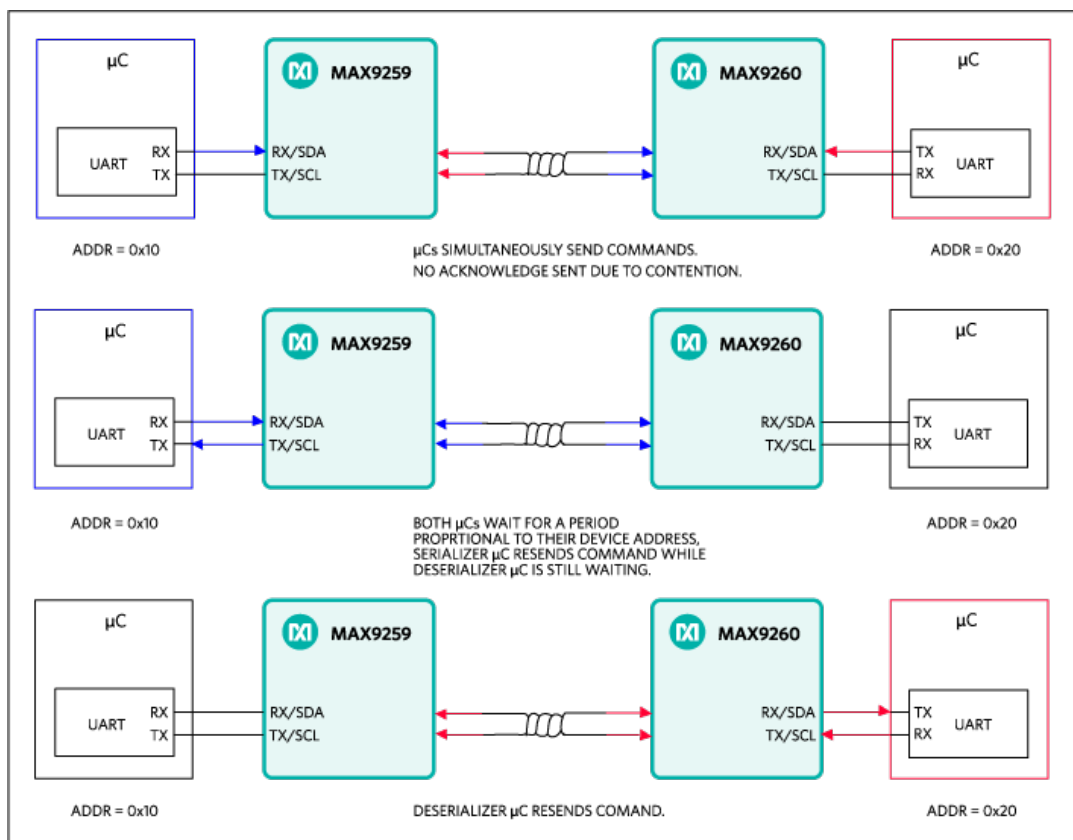 µC MAX9259 MAX9260 µC
UART RX RX/SDA RX/SDA TX UART
TX TX/SCL TX/SCL RX
ADDR = 0x10 ADDR = 0x20
µCs SIMULTANEOUSLY SEND COMMANDS.
NO ACKNOWLEDGE SENT DUE TO CONTENTION.
µC MAX9259 MAX9260 µC
UART RX RX/SDA RX/SDA TX UART
TX TX/SCL TX/SCL RX
ADDR = 0x10 ADDR = 0x20
BOTH µCs WAIT FOR A PERIOD
PROPRTIONAL TO THEIR DEVICE ADDRESS,
SERIALIZER µC RESENDS COMMAND WHILE
DESERIALIZER µC IS STILL WAITING.
µC MAX9259 MAX9260 µC
UART RX RX/SDA RX/SDA TX UART
TX TX/SCL TX/SCL RX
ADDR = 0x10 DESERIALIZER µC RESENDS COMAND. ADDR = 0x20